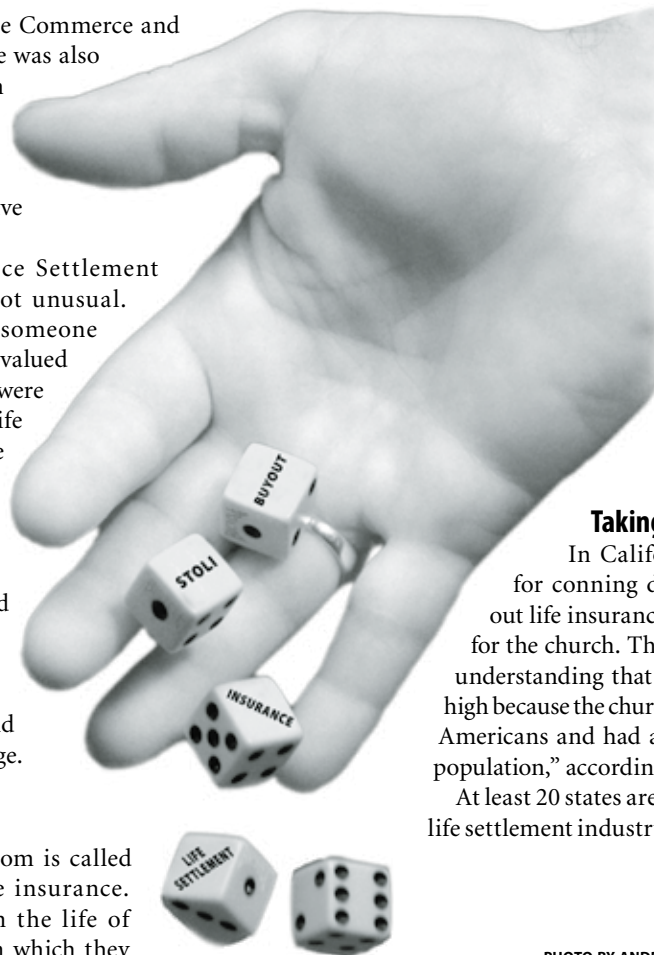 e Commerce and
e was also
n
ve
ce Settlement
ot unusual.
someone
valued
were
ife
e
d
d
ge.
om is called
e insurance.
n the life of
n which they
BUYOUT
STOLI
INSURANCE
LIFE
SETTLEMENT
Taking
In Calif
for conning
out life insuranc
for the church. Th
understanding that
high because the chur
Americans and had a
population,” accordin
At least 20 states are
life settlement industr
PHOTO BY AND